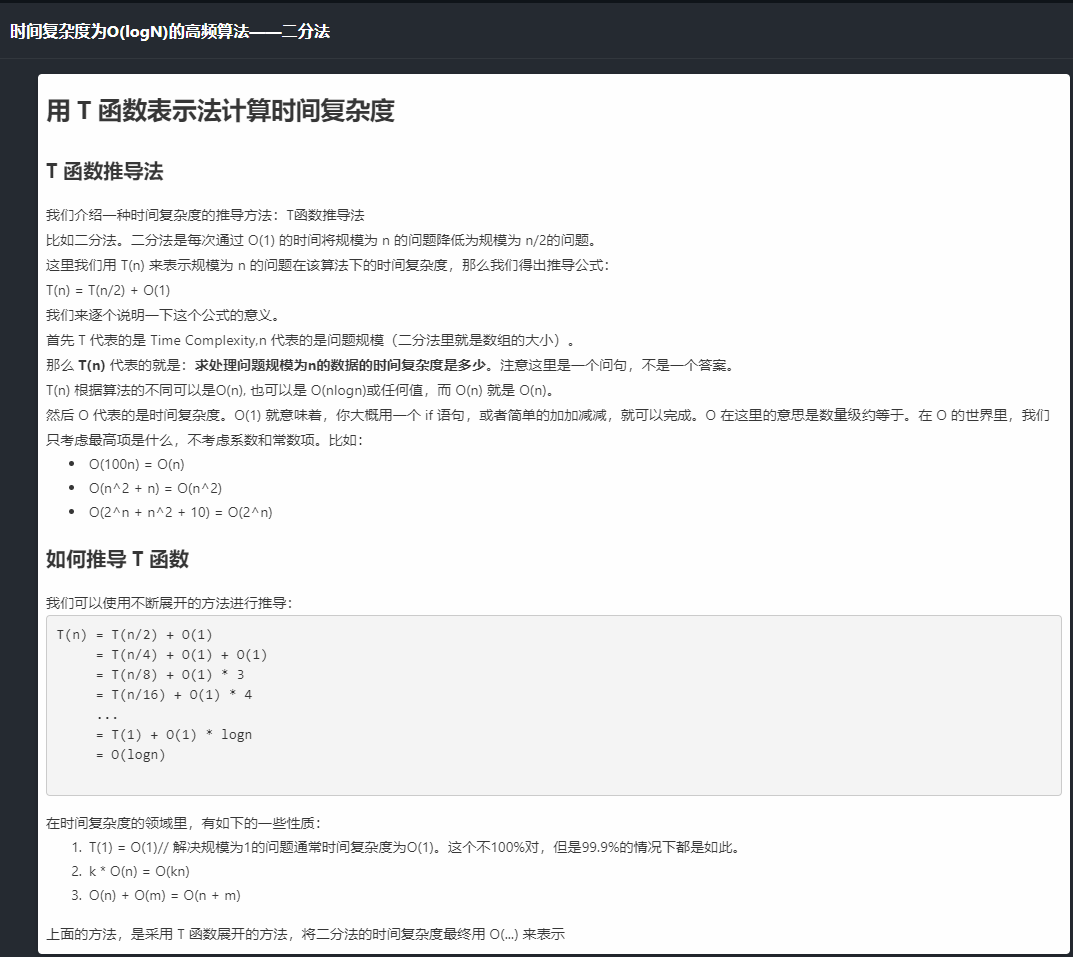 时间复杂度为O(logN)的高频算法——二分法
用 T 函数表示法计算时间复杂度
T 函数推导法
我们介绍一种时间复杂度的推导方法：T函数推导法
比如二分法。二分法是每次通过 O(1) 的时间将规模为 n 的问题降低为规模为 n/2的问题。
这里我们用 T(n) 来表示规模为 n 的问题在该算法下的时间复杂度，那么我们得出推导公式：
T(n) = T(n/2) + O(1)
我们来逐个说明一下这个公式的意义。
首先 T 代表的是 Time Complexity,n 代表的是问题规模（二分法里就是数组的大小）。
那么 T(n) 代表的就是：求处理问题规模为n的数据的时间复杂度是多少。注意这里是一个问句，不是一个答案。
T(n) 根据算法的不同可以是O(n), 也可以是 O(nlogn)或任何值，而 O(n) 就是 O(n)。
然后 O 代表的是时间复杂度。O(1) 就意味着，你大概用一个 if 语句，或者简单的加加减减，就可以完成。O 在这里的意思是数量级约等于。在 O 的世界里，我们
只考虑最高项是什么，不考虑系数和常数项。比如：
• O(100n) = O(n)
• O(n^2 + n) = O(n^2)
• O(2^n + n^2 + 10) = O(2^n)
如何推导 T 函数
我们可以使用不断展开的方法进行推导：
T(n) = T(n/2) + O(1)
= T(n/4) + O(1) + O(1)
= T(n/8) + O(1) * 3
= T(n/16) + O(1) * 4
...
= T(1) + O(1) * logn
= O(logn)
在时间复杂度的领域里，有如下的一些性质：
1. T(1) = O(1)// 解决规模为1的问题通常时间复杂度为O(1)。这个不100%对，但是99.9%的情况下都是如此。
2. k * O(n) = O(kn)
3. O(n) + O(m) = O(n + m)
上面的方法，是采用 T 函数展开的方法，将二分法的时间复杂度最终用 O(...) 来表示